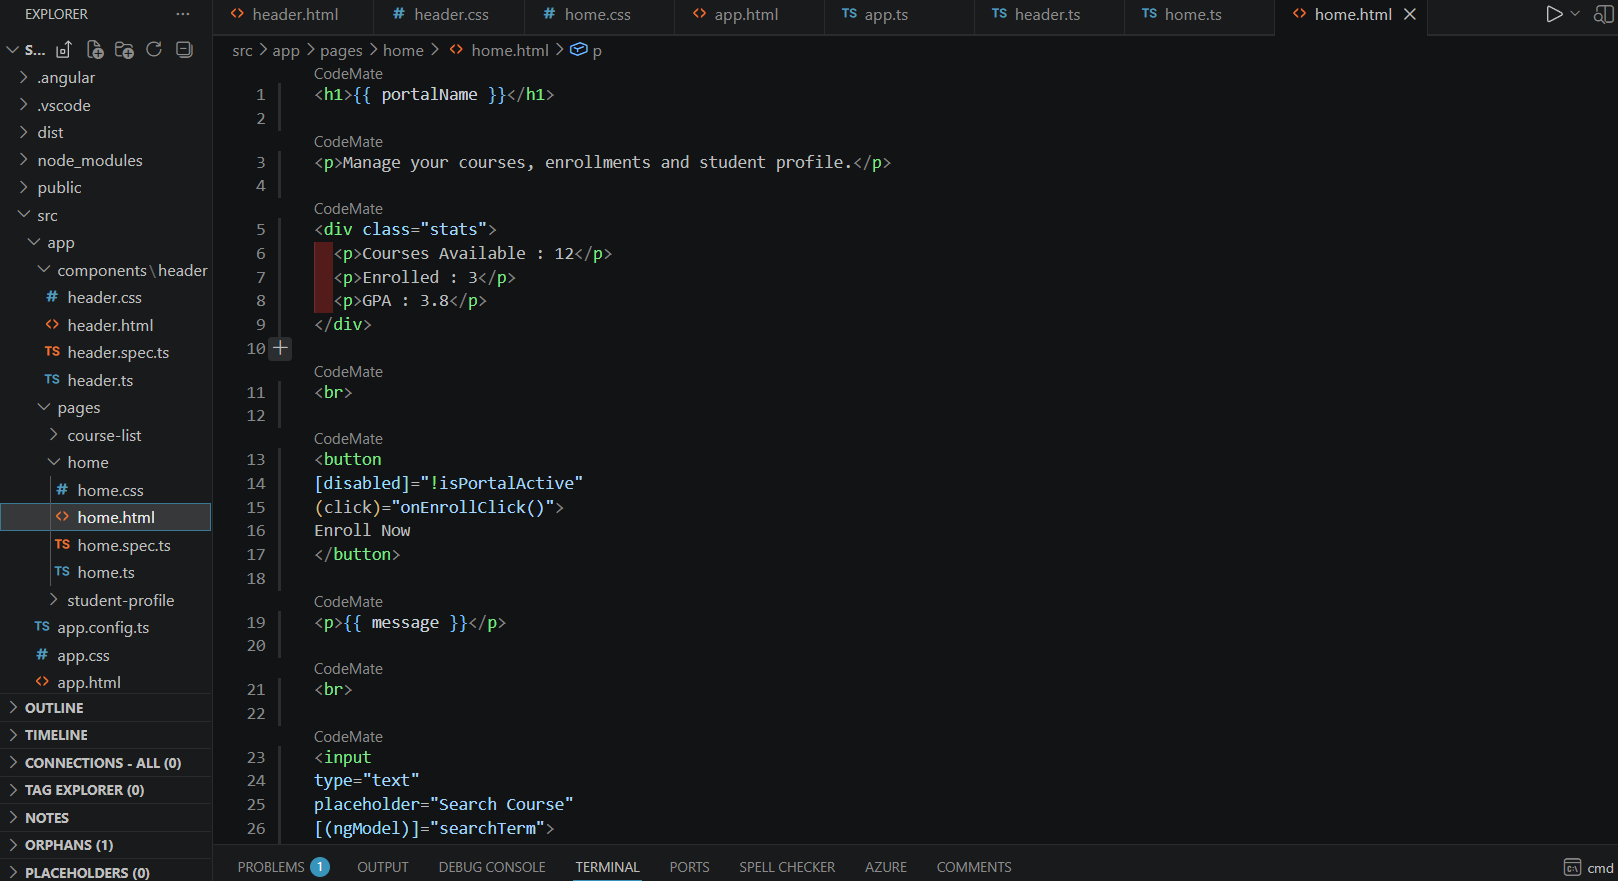 EXPLORER ···
header.html header.css home.css app.html TS app.ts TS header.ts TS home.ts home.html
S...
src > app > pages > home > home.html > p
.angular
.vscode
dist
node_modules
public
src
app
components\header
# header.css
header.html
TS header.spec.ts
TS header.ts
pages
course-list
home
# home.css
home.html
TS home.spec.ts
TS home.ts
student-profile
TS app.config.ts
# app.css
app.html
OUTLINE
TIMELINE
CONNECTIONS - ALL (0)
TAG EXPLORER (0)
NOTES
ORPHANS (1)
PLACEHOLDERS (0)
CodeMate
1 <h1>{{ portalName }}</h1>
2
CodeMate
3 <p>Manage your courses, enrollments and student profile.</p>
4
CodeMate
5 <div class="stats">
6 <p>Courses Available : 12</p>
7 <p>Enrolled : 3</p>
8 <p>GPA : 3.8</p>
9 </div>
10
CodeMate
11 <br>
12
CodeMate
13 <button
14 [disabled]="!isPortalActive"
15 (click)="onEnrollClick()">
16 Enroll Now
17 </button>
18
CodeMate
19 <p>{{ message }}</p>
20
CodeMate
21 <br>
22
CodeMate
23 <input
24 type="text"
25 placeholder="Search Course"
26 [(ngModel)]="searchTerm">
PROBLEMS 1 OUTPUT DEBUG CONSOLE TERMINAL PORTS SPELL CHECKER AZURE COMMENTS cmd